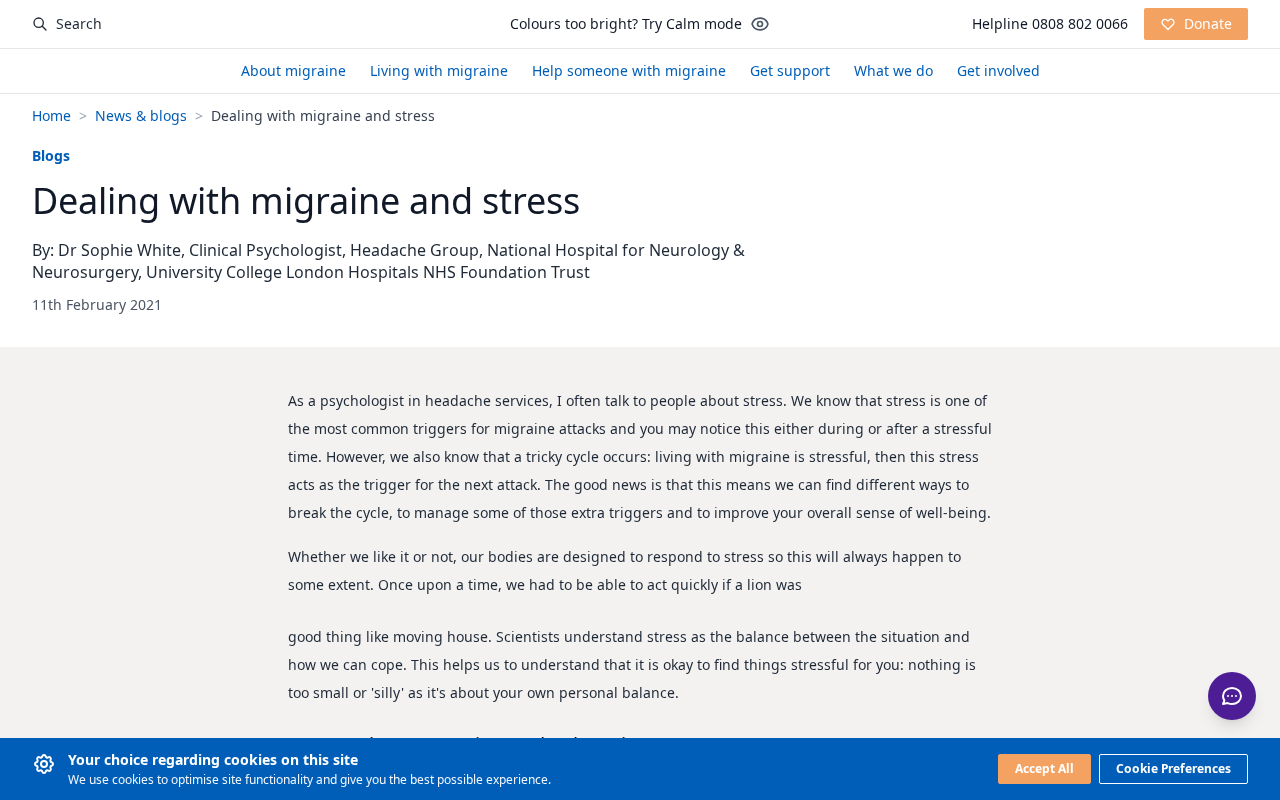 Search
Colours too bright? Try Calm mode
Helpline 0808 802 0066
Donate
About migraine
Living with migraine
Help someone with migraine
Get support
What we do
Get involved
Home > News & blogs > Dealing with migraine and stress
Blogs
Dealing with migraine and stress
By: Dr Sophie White, Clinical Psychologist, Headache Group, National Hospital for Neurology &
Neurosurgery, University College London Hospitals NHS Foundation Trust
11th February 2021
As a psychologist in headache services, I often talk to people about stress. We know that stress is one of
the most common triggers for migraine attacks and you may notice this either during or after a stressful
time. However, we also know that a tricky cycle occurs: living with migraine is stressful, then this stress
acts as the trigger for the next attack. The good news is that this means we can find different ways to
break the cycle, to manage some of those extra triggers and to improve your overall sense of well-being.
Whether we like it or not, our bodies are designed to respond to stress so this will always happen to
some extent. Once upon a time, we had to be able to act quickly if a lion was
good thing like moving house. Scientists understand stress as the balance between the situation and
how we can cope. This helps us to understand that it is okay to find things stressful for you: nothing is
too small or 'silly' as it's about your own personal balance.
Your choice regarding cookies on this site
We use cookies to optimise site functionality and give you the best possible experience.
Accept All
Cookie Preferences